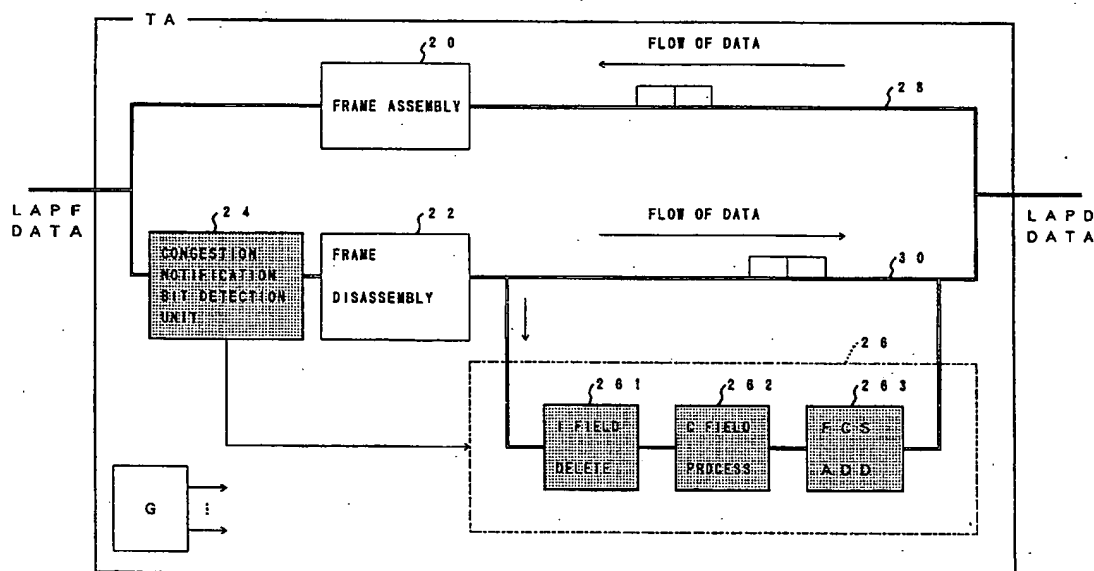 TA
20
FLOW OF DATA
FRAME ASSEMBLY
28
LAPF
DATA
LAPD
DATA
24
22
FLOW OF DATA
CONGESTION
NOTIFICATION
BIT DETECTION
UNIT
FRAME
DISASSEMBLY
30
26
261
262
263
I FIELD
DELETE
C FIELD
PROCESS
FCS
ADD
G